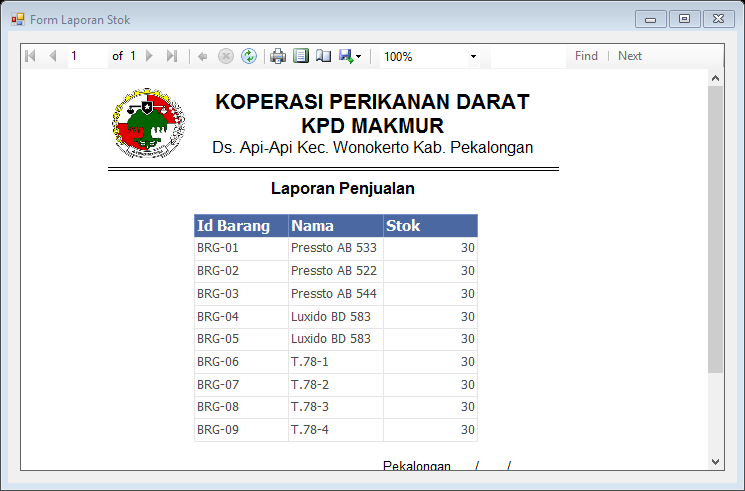 Form Laporan Stok
1 of 1 100% Find | Next
KOPERASI PERIKANAN DARAT
KPD MAKMUR
Ds. Api-Api Kec. Wonokerto Kab. Pekalongan
Laporan Penjualan
Id Barang Nama Stok
BRG-01 Pressto AB 533 30
BRG-02 Pressto AB 522 30
BRG-03 Pressto AB 544 30
BRG-04 Luxido BD 583 30
BRG-05 Luxido BD 583 30
BRG-06 T.78-1 30
BRG-07 T.78-2 30
BRG-08 T.78-3 30
BRG-09 T.78-4 30
Pekalongan / /